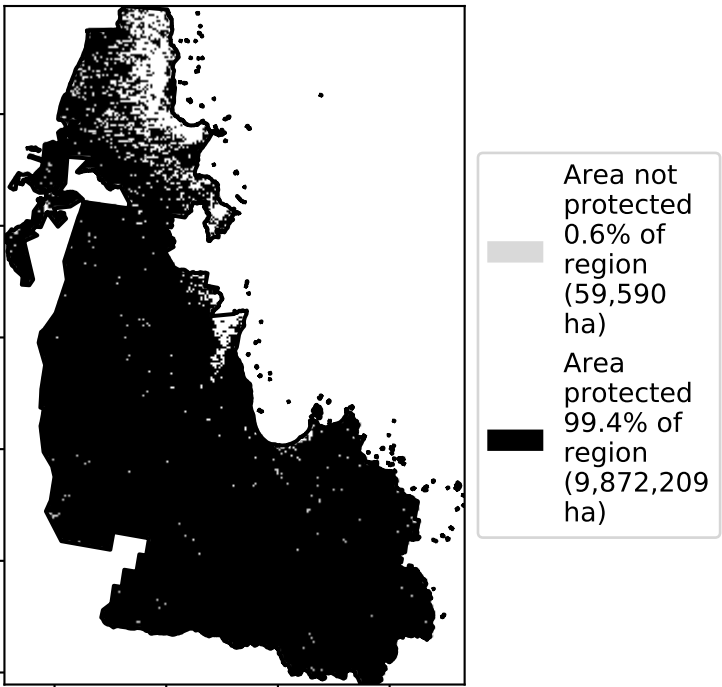 Area not
protected
0.6% of
region
(59,590
ha)
Area
protected
99.4% of
region
(9,872,209
ha)